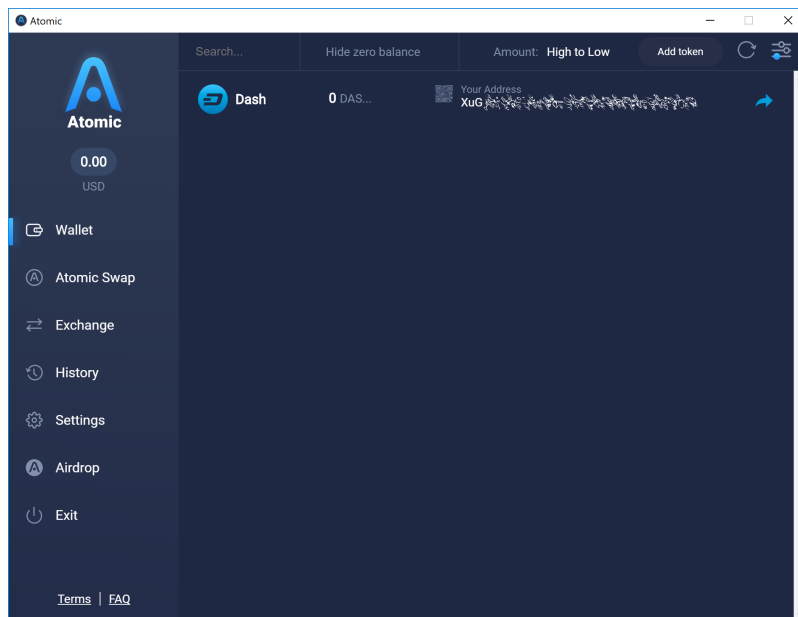 Atomic
Search...
Hide zero balance
Amount: High to Low
Add token
Atomic
0.00
USD
Dash
0 DAS...
Your Address
XuG
Wallet
Atomic Swap
Exchange
History
Settings
Airdrop
Exit
Terms | FAQ